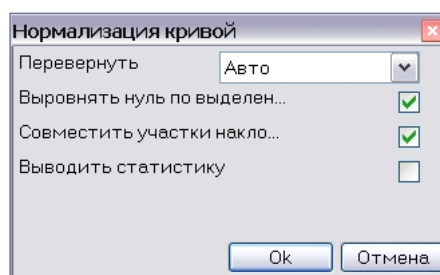 Нормализация кривой
Перевернуть Авто
Выровнять нуль по выделен...
Совместить участки накло...
Выводить статистику
Ok Отмена